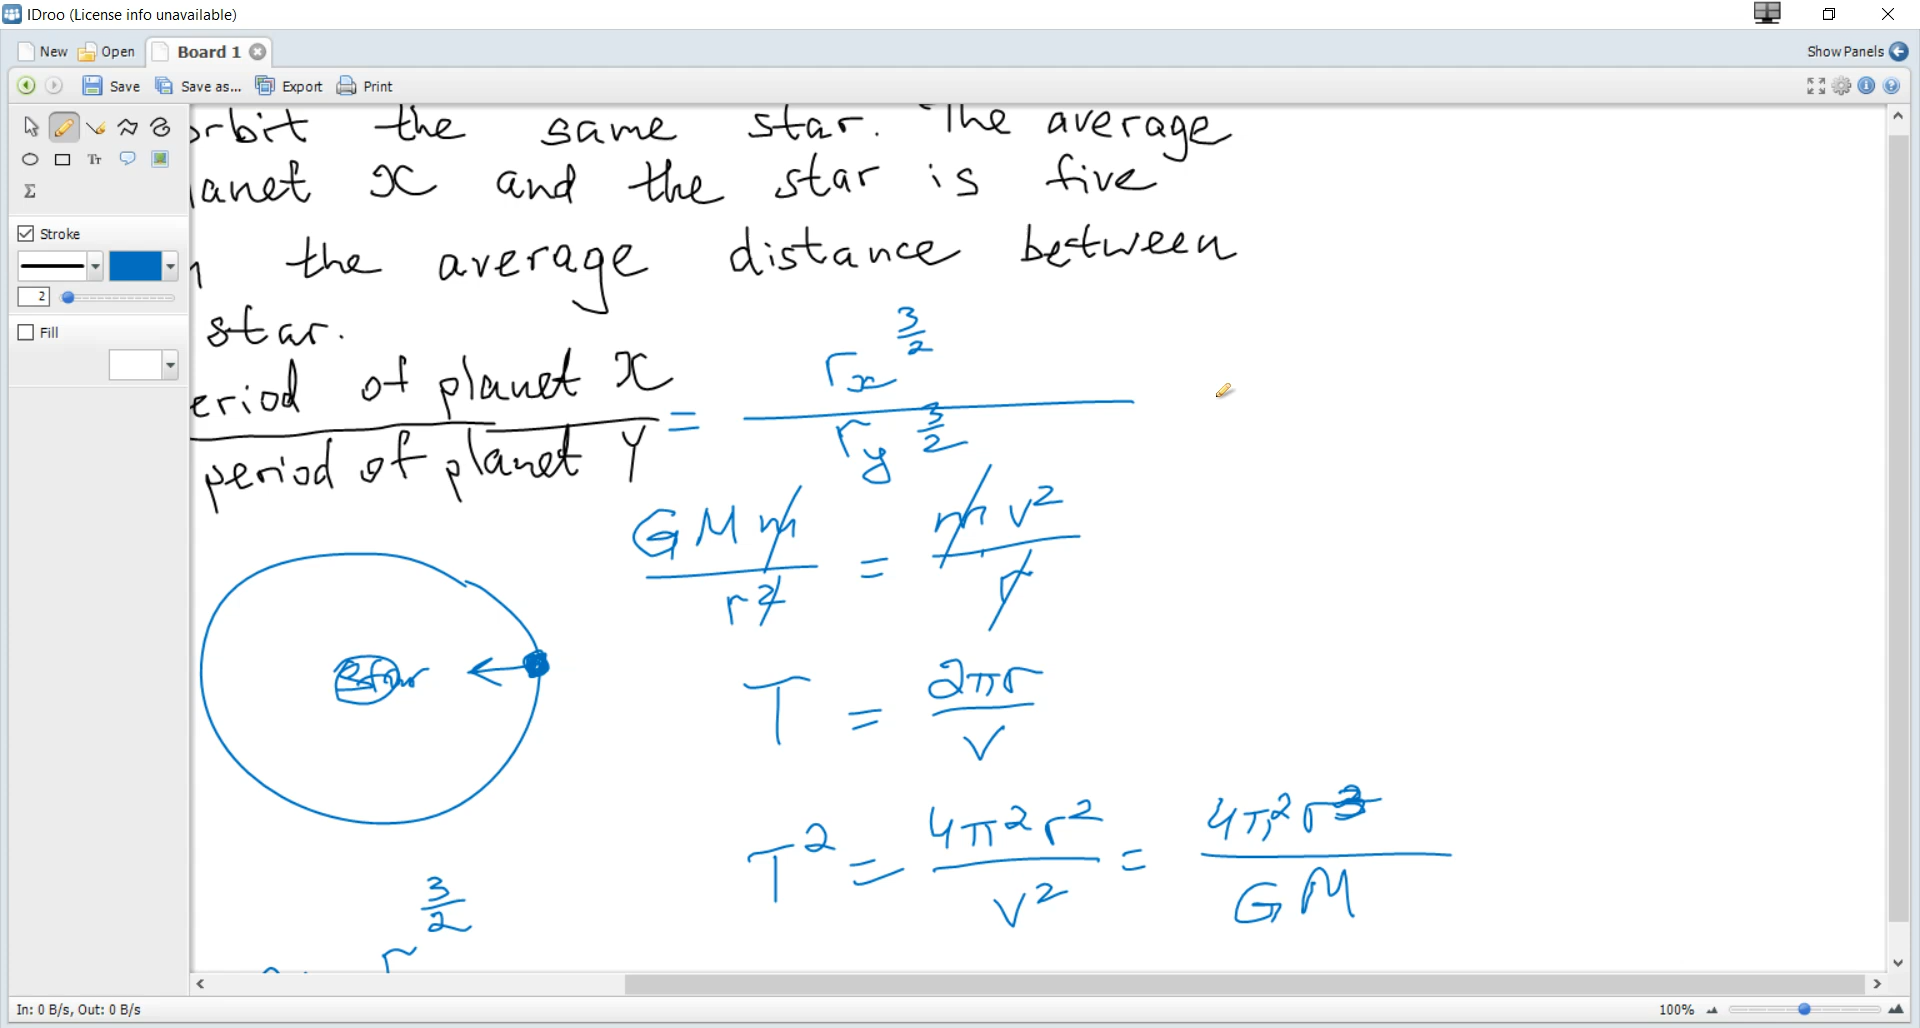 IDroo (License info unavailable)
New Open Board 1 Show Panels
Save Save as... Export Print
orbit the same star. The average
lanet x and the star is five
the average distance between
star.
eriod of planet x = r_x^{3/2}
period of planet Y r_y^{3/2}
Stroke
2
Fill
Tr
Σ
GMm/r² = mv²/r
star
T = 2πr/v
T² = 4π²r²/v² = 4π²r³/GM
r^{3/2}
In: 0 B/s, Out: 0 B/s 100%